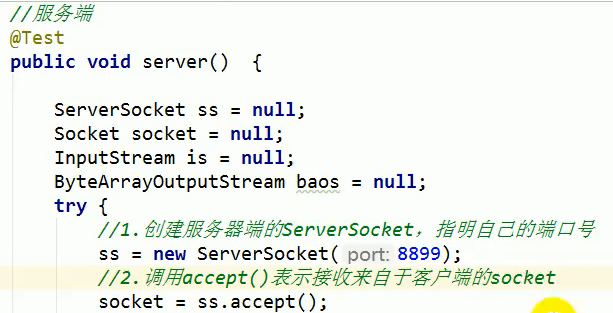 //服务端
@Test
public void server()  {
ServerSocket ss = null;
Socket socket = null;
InputStream is = null;
ByteArrayOutputStream baos = null;
try {
//1.创建服务器端的ServerSocket，指明自己的端口号
ss = new ServerSocket( port: 8899);
//2.调用accept()表示接收来自于客户端的socket
socket = ss.accept();